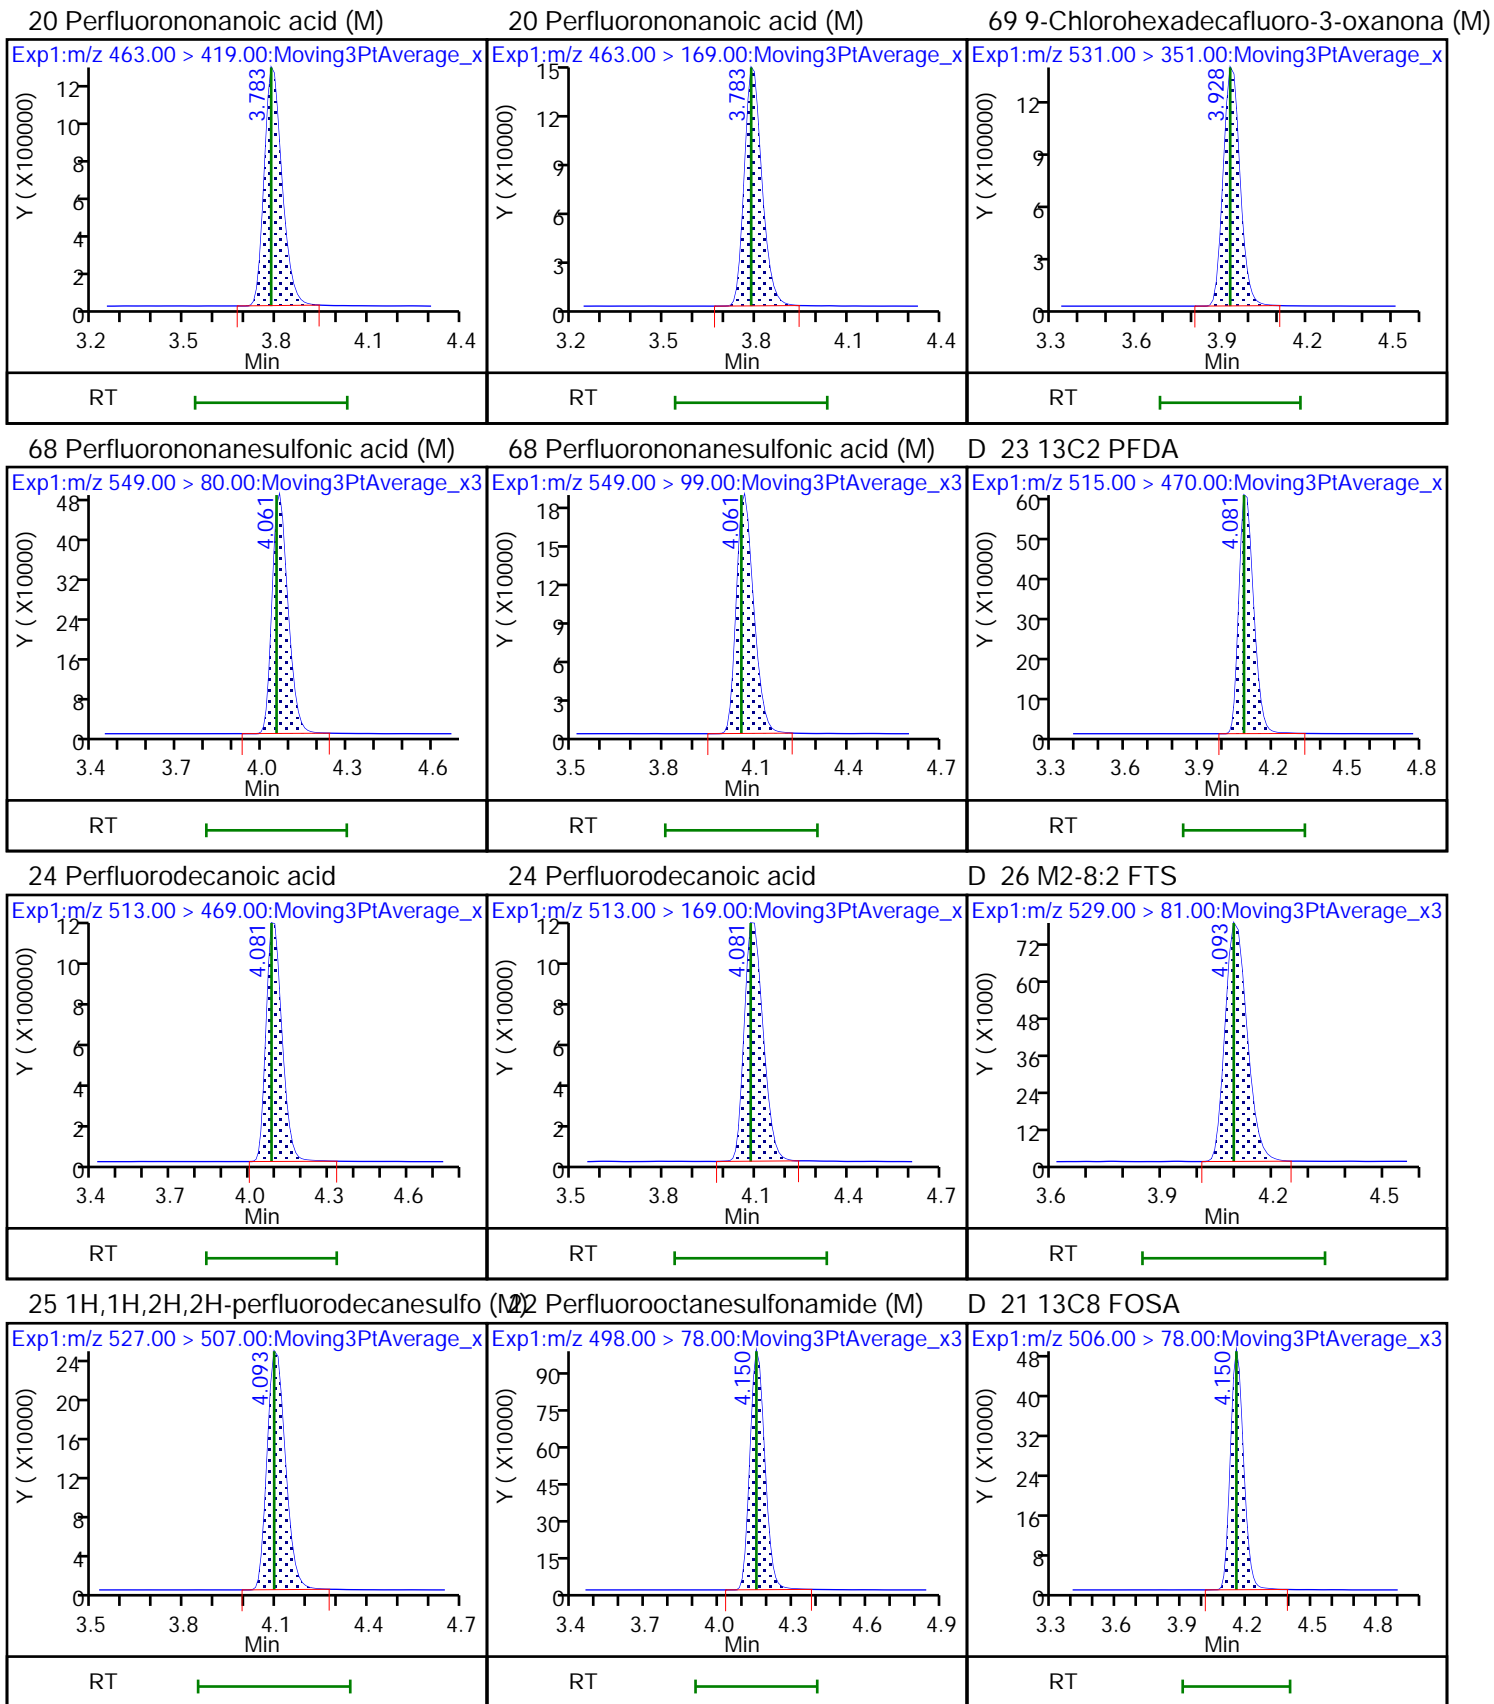 20 Perfluorononanoic acid (M)
Exp1:m/z 463.00 > 419.00:Moving3PtAverage_x
3.783
Y ( X100000)
12
10
8
6
4
2
0
3.2 3.5 3.8 4.1 4.4
Min
RT
20 Perfluorononanoic acid (M)
Exp1:m/z 463.00 > 169.00:Moving3PtAverage_x
3.783
Y ( X100000)
15
12
9
6
3
0
3.2 3.5 3.8 4.1 4.4
Min
RT
69 9-Chlorohexadecafluoro-3-oxanona (M)
Exp1:m/z 531.00 > 351.00:Moving3PtAverage_x
3.928
Y ( X100000)
12
9
6
3
0
3.3 3.6 3.9 4.2 4.5
Min
RT
68 Perfluorononanesulfonic acid (M)
Exp1:m/z 549.00 > 80.00:Moving3PtAverage_x3
4.061
Y ( X10000)
48
40
32
24
16
8
0
3.4 3.7 4.0 4.3 4.6
Min
RT
68 Perfluorononanesulfonic acid (M)
Exp1:m/z 549.00 > 99.00:Moving3PtAverage_x3
4.061
Y ( X10000)
18
15
12
9
6
3
0
3.5 3.8 4.1 4.4 4.7
Min
RT
D 23 13C2 PFDA
Exp1:m/z 515.00 > 470.00:Moving3PtAverage_x
4.081
Y ( X10000)
60
50
40
30
20
10
0
3.3 3.6 3.9 4.2 4.5 4.8
Min
RT
24 Perfluorodecanoic acid
Exp1:m/z 513.00 > 469.00:Moving3PtAverage_x
4.081
Y ( X100000)
12
10
8
6
4
2
0
3.4 3.7 4.0 4.3 4.6
Min
RT
24 Perfluorodecanoic acid
Exp1:m/z 513.00 > 169.00:Moving3PtAverage_x
4.081
Y ( X10000)
12
10
8
6
4
2
0
3.5 3.8 4.1 4.4 4.7
Min
RT
D 26 M2-8:2 FTS
Exp1:m/z 529.00 > 81.00:Moving3PtAverage_x3
4.093
Y ( X1000)
72
60
48
36
24
12
0
3.6 3.9 4.2 4.5
Min
RT
25 1H,1H,2H,2H-perfluorodecanesulfo (M)
Exp1:m/z 527.00 > 507.00:Moving3PtAverage_x
4.093
Y ( X10000)
24
20
16
12
8
4
0
3.5 3.8 4.1 4.4 4.7
Min
RT
22 Perfluorooctanesulfonamide (M)
Exp1:m/z 498.00 > 78.00:Moving3PtAverage_x3
4.150
Y ( X10000)
90
75
60
45
30
15
0
3.4 3.7 4.0 4.3 4.6 4.9
Min
RT
D 21 13C8 FOSA
Exp1:m/z 506.00 > 78.00:Moving3PtAverage_x3
4.150
Y ( X10000)
48
40
32
24
16
8
0
3.3 3.6 3.9 4.2 4.5 4.8
Min
RT